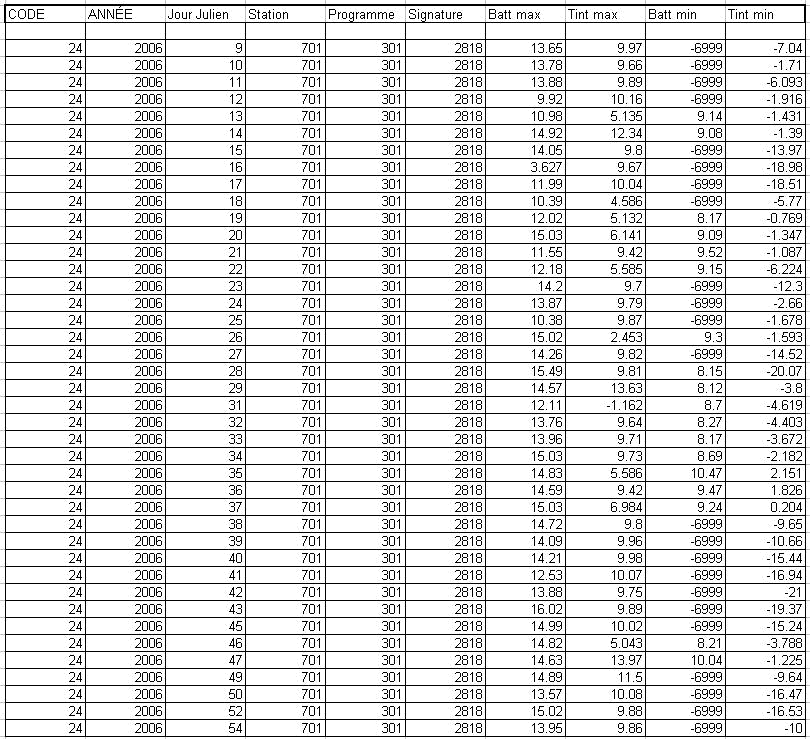 CODE ANNÉE Jour Julien Station Programme Signature Batt max Tint max Batt min Tint min
24 2006 9 701 301 2818 13.65 9.97 -6999 -7.04
24 2006 10 701 301 2818 13.78 9.66 -6999 -1.71
24 2006 11 701 301 2818 13.88 9.89 -6999 -6.093
24 2006 12 701 301 2818 9.92 10.16 -6999 -1.916
24 2006 13 701 301 2818 10.98 5.135 9.14 -1.431
24 2006 14 701 301 2818 14.92 12.34 9.08 -1.39
24 2006 15 701 301 2818 14.05 9.8 -6999 -13.97
24 2006 16 701 301 2818 3.627 9.67 -6999 -18.98
24 2006 17 701 301 2818 11.99 10.04 -6999 -18.51
24 2006 18 701 301 2818 10.39 4.586 -6999 -5.77
24 2006 19 701 301 2818 12.02 5.132 8.17 -0.769
24 2006 20 701 301 2818 15.03 6.141 9.09 -1.347
24 2006 21 701 301 2818 11.55 9.42 9.52 -1.087
24 2006 22 701 301 2818 12.18 5.585 9.15 -6.224
24 2006 23 701 301 2818 14.2 9.7 -6999 -12.3
24 2006 24 701 301 2818 13.87 9.79 -6999 -2.66
24 2006 25 701 301 2818 10.38 9.87 -6999 -1.678
24 2006 26 701 301 2818 15.02 2.453 9.3 -1.593
24 2006 27 701 301 2818 14.26 9.82 -6999 -14.52
24 2006 28 701 301 2818 15.49 9.81 8.15 -20.07
24 2006 29 701 301 2818 14.57 13.63 8.12 -3.8
24 2006 31 701 301 2818 12.11 -1.162 8.7 -4.619
24 2006 32 701 301 2818 13.76 9.64 8.27 -4.403
24 2006 33 701 301 2818 13.96 9.71 8.17 -3.672
24 2006 34 701 301 2818 15.03 9.73 8.69 -2.182
24 2006 35 701 301 2818 14.83 5.586 10.47 2.151
24 2006 36 701 301 2818 14.59 9.42 9.47 1.826
24 2006 37 701 301 2818 15.03 6.984 9.24 0.204
24 2006 38 701 301 2818 14.72 9.8 -6999 -9.65
24 2006 39 701 301 2818 14.09 9.96 -6999 -10.66
24 2006 40 701 301 2818 14.21 9.98 -6999 -15.44
24 2006 41 701 301 2818 12.53 10.07 -6999 -16.94
24 2006 42 701 301 2818 13.88 9.75 -6999 -21
24 2006 43 701 301 2818 16.02 9.89 -6999 -19.37
24 2006 45 701 301 2818 14.99 10.02 -6999 -15.24
24 2006 46 701 301 2818 14.82 5.043 8.21 -3.788
24 2006 47 701 301 2818 14.63 13.97 10.04 -1.225
24 2006 49 701 301 2818 14.89 11.5 -6999 -9.64
24 2006 50 701 301 2818 13.57 10.08 -6999 -16.47
24 2006 52 701 301 2818 15.02 9.88 -6999 -16.53
24 2006 54 701 301 2818 13.95 9.86 -6999 -10